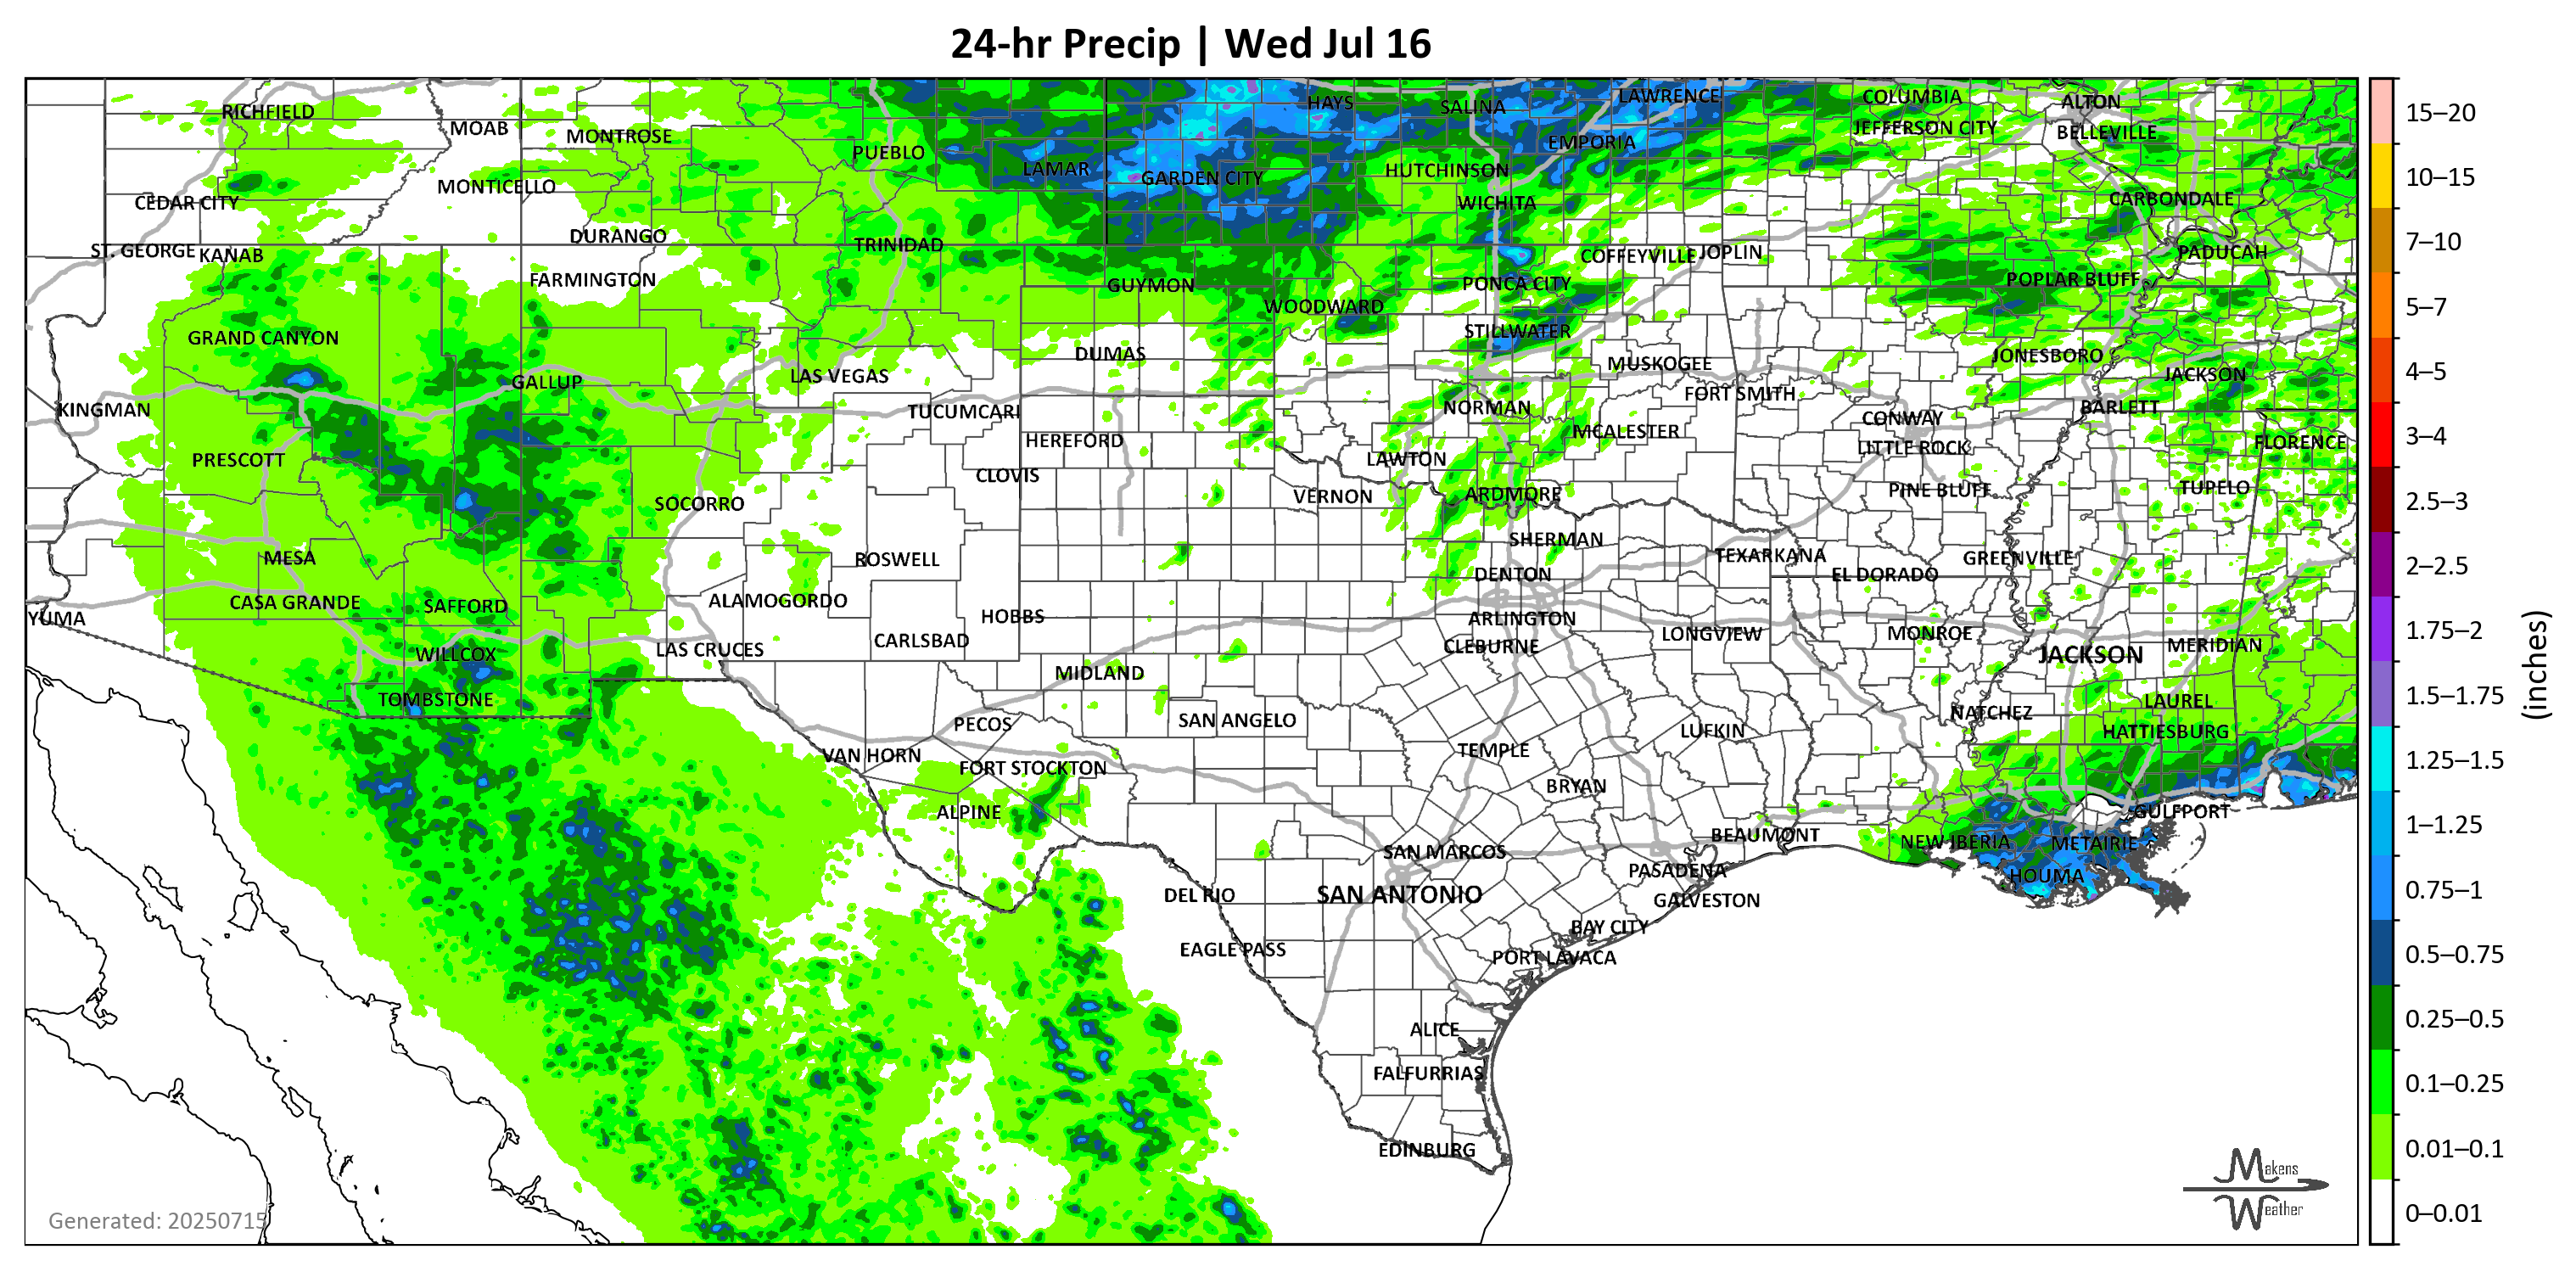 24-hr Precip | Wed Jul 16
RICHFIELD
MOAB
MONTROSE
PUEBLO
LAMAR
HAYS
SALINA
LAWRENCE
COLUMBIA
ALTON
JEFFERSON CITY
BELLEVILLE
EMPORIA
GARDEN CITY
HUTCHINSON
MONTICELLO
CEDAR CITY
WICHITA
CARBONDALE
DURANGO
TRINIDAD
ST. GEORGE
KANAB
COFFEYVILLE
JOPLIN
PADUCAH
FARMINGTON
GUYMON
PONCA CITY
POPLAR BLUFF
WOODWARD
GRAND CANYON
STILLWATER
DUMAS
JONESBORO
MUSKOGEE
LAS VEGAS
JACKSON
GALLUP
FORT SMITH
KINGMAN
TUCUMCARI
NORMAN
BARLETT
CONWAY
MCALESTER
HEREFORD
FLORENCE
LITTLE ROCK
PRESCOTT
LAWTON
CLOVIS
TUPELO
PINE BLUFF
VERNON
ARDMORE
SOCORRO
SHERMAN
MESA
ROSWELL
TEXARKANA
GREENVILLE
DENTON
EL DORADO
CASA GRANDE
SAFFORD
ALAMOGORDO
YUMA
HOBBS
ARLINGTON
LONGVIEW
MONROE
CARLSBAD
CLEBURNE
LAS CRUCES
WILLCOX
JACKSON
MERIDIAN
MIDLAND
TOMBSTONE
LAUREL
NATCHEZ
PECOS
SAN ANGELO
LUFKIN
HATTIESBURG
TEMPLE
VAN HORN
FORT STOCKTON
BRYAN
ALPINE
GULFPORT
BEAUMONT
NEW IBERIA
METAIRIE
SAN MARCOS
PASADENA
HOUMA
DEL RIO
SAN ANTONIO
GALVESTON
BAY CITY
EAGLE PASS
PORT LAVACA
ALICE
FALFURRIAS
EDINBURG
Generated: 20250715
Makens
Weather
15–20
10–15
7–10
5–7
4–5
3–4
2.5–3
2–2.5
1.75–2
1.5–1.75
1.25–1.5
1–1.25
0.75–1
0.5–0.75
0.25–0.5
0.1–0.25
0.01–0.1
0–0.01
(inches)